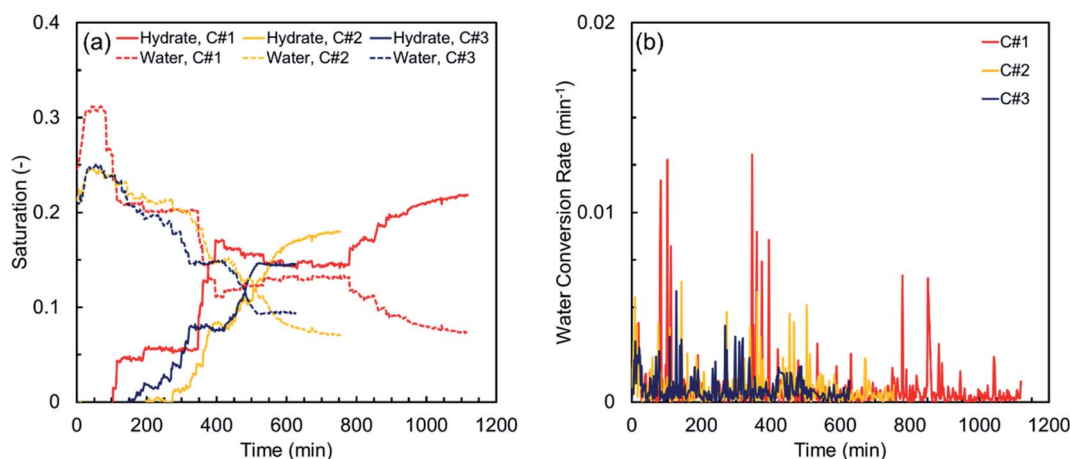 (a)
Hydrate, C#1 Hydrate, C#2 Hydrate, C#3
Water, C#1 Water, C#2 Water, C#3
Saturation (-)
0.4
0.3
0.2
0.1
0
0 200 400 600 800 1000 1200
Time (min)
(b)
C#1
C#2
C#3
Water Conversion Rate (min-1)
0.02
0.01
0.00
0 200 400 600 800 1000 1200
Time (min)